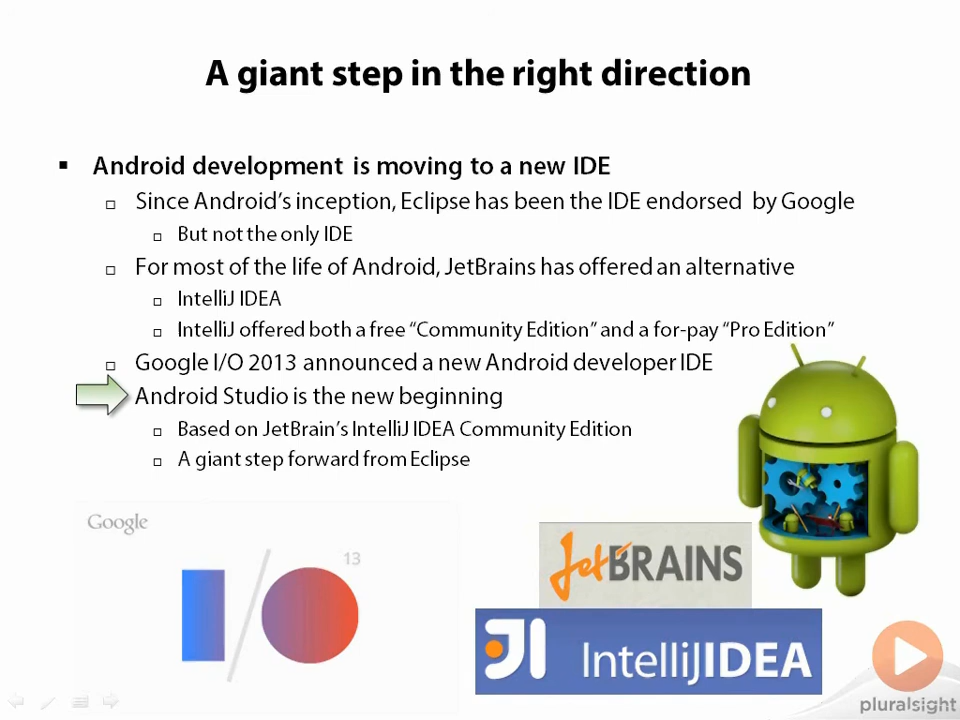 A giant step in the right direction
Android development is moving to a new IDE
Since Android's inception, Eclipse has been the IDE endorsed by Google
But not the only IDE
For most of the life of Android, JetBrains has offered an alternative
IntelliJ IDEA
IntelliJ offered both a free “Community Edition” and a for-pay “Pro Edition”
Google I/O 2013 announced a new Android developer IDE
Android Studio is the new beginning
Based on JetBrain's IntelliJ IDEA Community Edition
A giant step forward from Eclipse
Google
I/O
13
JetBRAINS
JI IntelliJIDEA
pluralsight